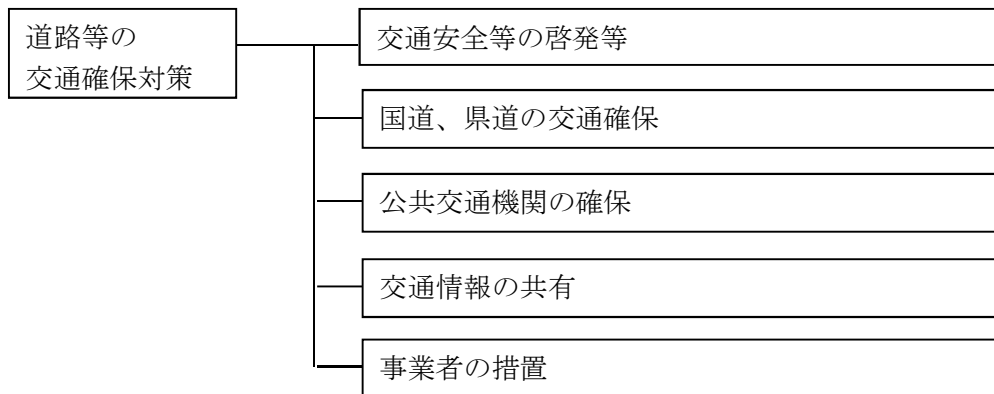 道路等の
交通確保対策
交通安全等の啓発等
国道、県道の交通確保
公共交通機関の確保
交通情報の共有
事業者の措置